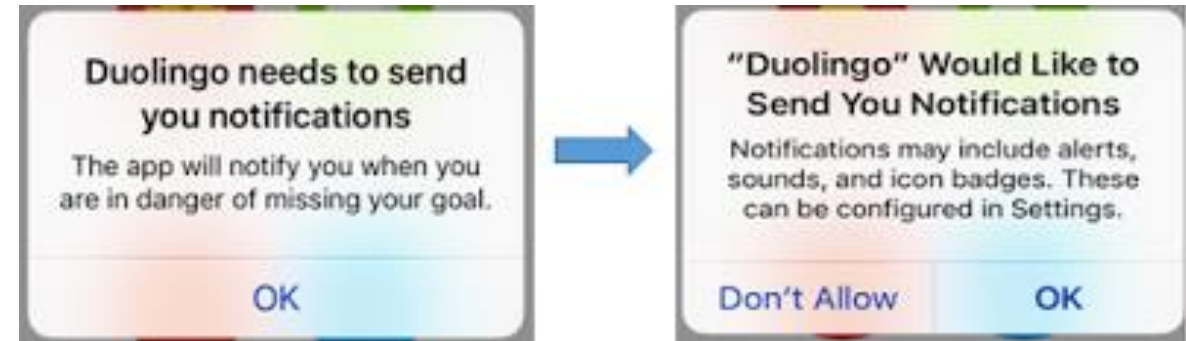 Duolingo needs to send
you notifications
The app will notify you when you
are in danger of missing your goal.
OK
"Duolingo" Would Like to
Send You Notifications
Notifications may include alerts,
sounds, and icon badges. These
can be configured in Settings.
Don't Allow
OK